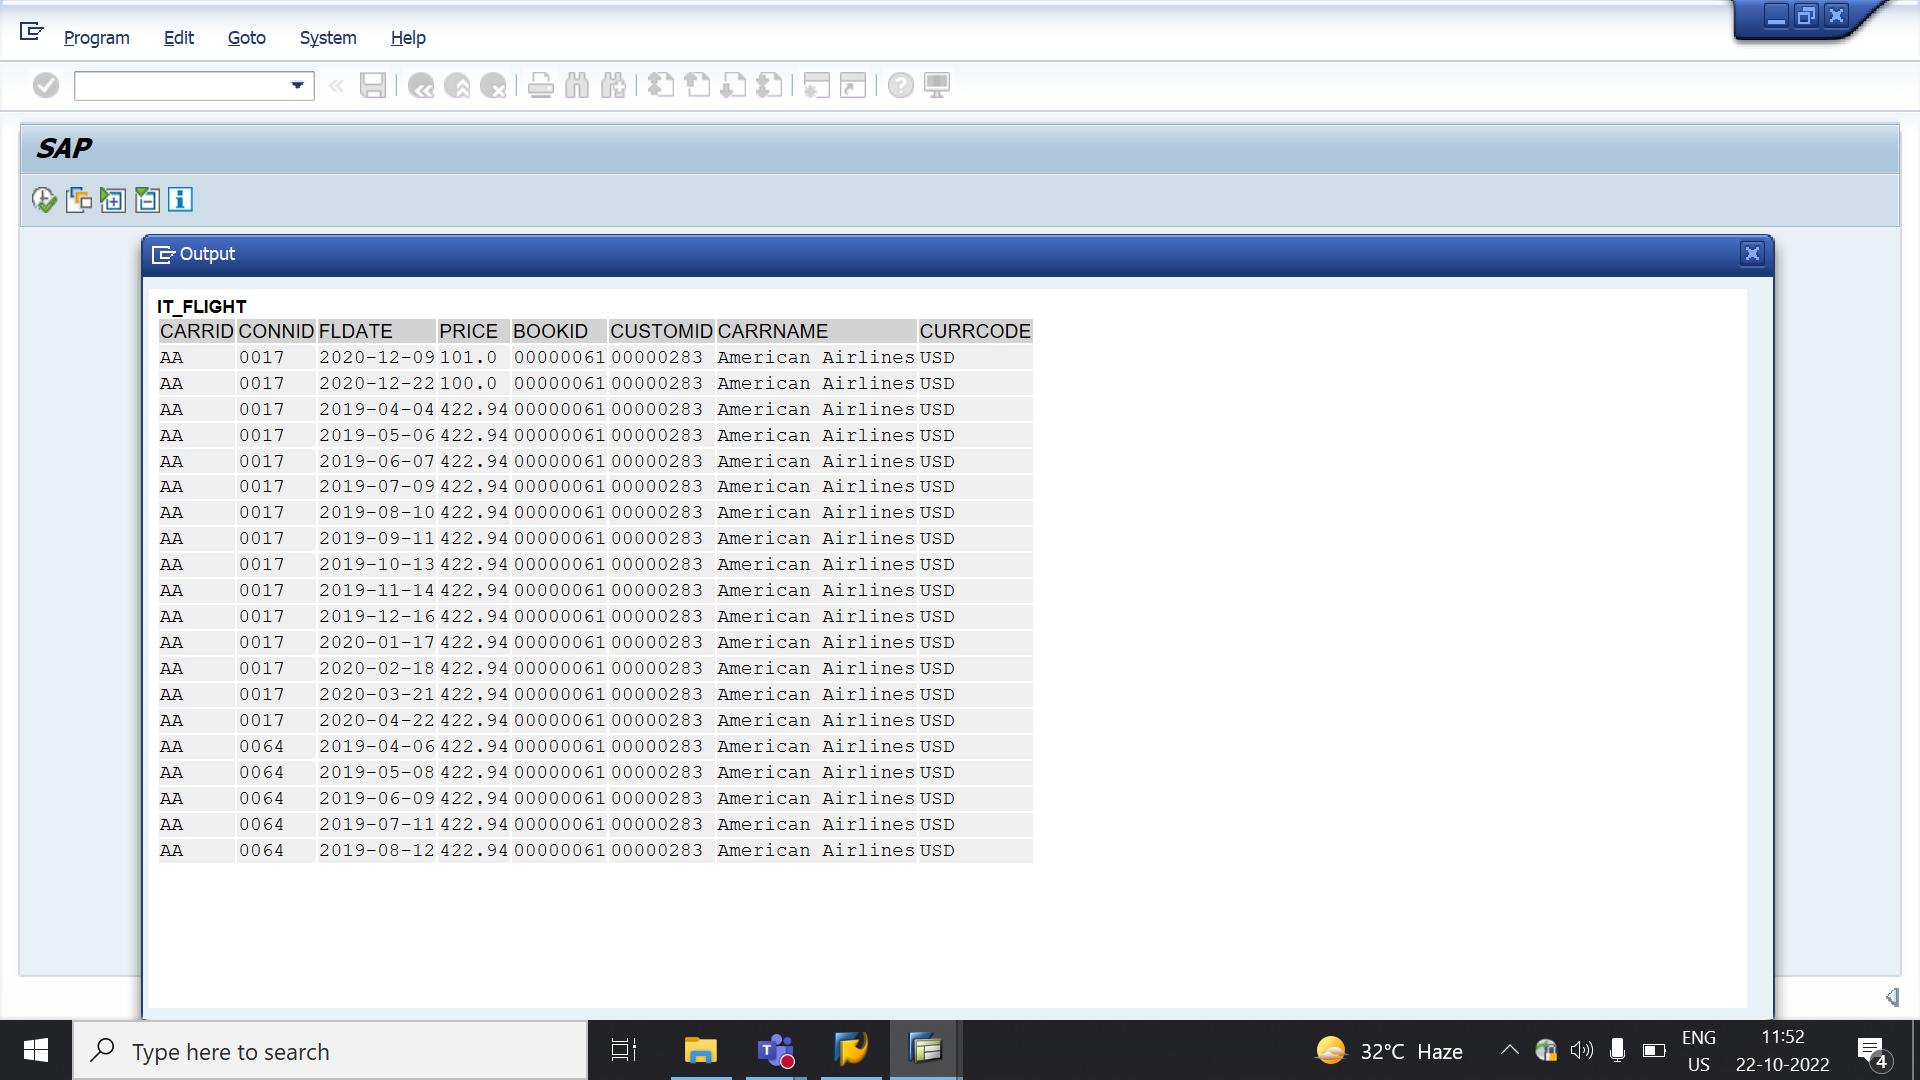 Program Edit Goto System Help
SAP
Output
IT_FLIGHT
CARRID CONNID FLDATE PRICE BOOKID CUSTOMID CARRNAME CURRCODE
AA 0017 2020-12-09 101.0 00000061 00000283 American Airlines USD
AA 0017 2020-12-22 100.0 00000061 00000283 American Airlines USD
AA 0017 2019-04-04 422.94 00000061 00000283 American Airlines USD
AA 0017 2019-05-06 422.94 00000061 00000283 American Airlines USD
AA 0017 2019-06-07 422.94 00000061 00000283 American Airlines USD
AA 0017 2019-07-09 422.94 00000061 00000283 American Airlines USD
AA 0017 2019-08-10 422.94 00000061 00000283 American Airlines USD
AA 0017 2019-09-11 422.94 00000061 00000283 American Airlines USD
AA 0017 2019-10-13 422.94 00000061 00000283 American Airlines USD
AA 0017 2019-11-14 422.94 00000061 00000283 American Airlines USD
AA 0017 2019-12-16 422.94 00000061 00000283 American Airlines USD
AA 0017 2020-01-17 422.94 00000061 00000283 American Airlines USD
AA 0017 2020-02-18 422.94 00000061 00000283 American Airlines USD
AA 0017 2020-03-21 422.94 00000061 00000283 American Airlines USD
AA 0017 2020-04-22 422.94 00000061 00000283 American Airlines USD
AA 0064 2019-04-06 422.94 00000061 00000283 American Airlines USD
AA 0064 2019-05-08 422.94 00000061 00000283 American Airlines USD
AA 0064 2019-06-09 422.94 00000061 00000283 American Airlines USD
AA 0064 2019-07-11 422.94 00000061 00000283 American Airlines USD
AA 0064 2019-08-12 422.94 00000061 00000283 American Airlines USD
Type here to search
32°C Haze
ENG
US
11:52
22-10-2022
4